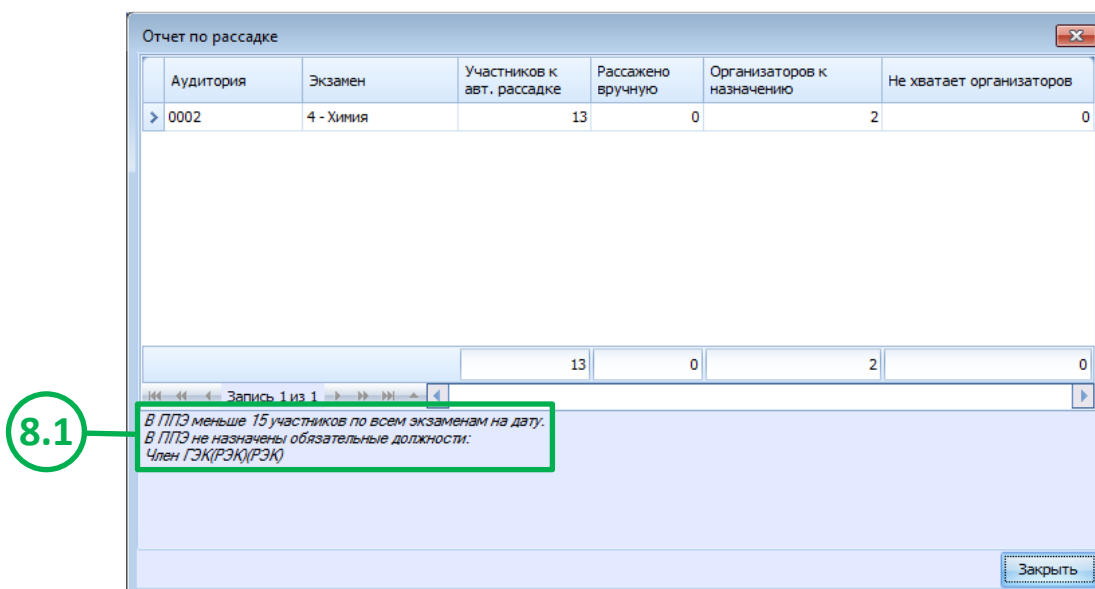 Отчет по рассадке
Аудитория Экзамен Участников к авт. рассадке Рассажено вручную Организаторов к назначению Не хватает организаторов
0002 4 - Химия 13 0 2 0
13 0 2 0
Запись 1 из 1
8.1
В ППЭ меньше 15 участников по всем экзаменам на дату.
В ППЭ не назначены обязательные должности:
Член ГЭК(РЭК)(РЭК)
Закрыть